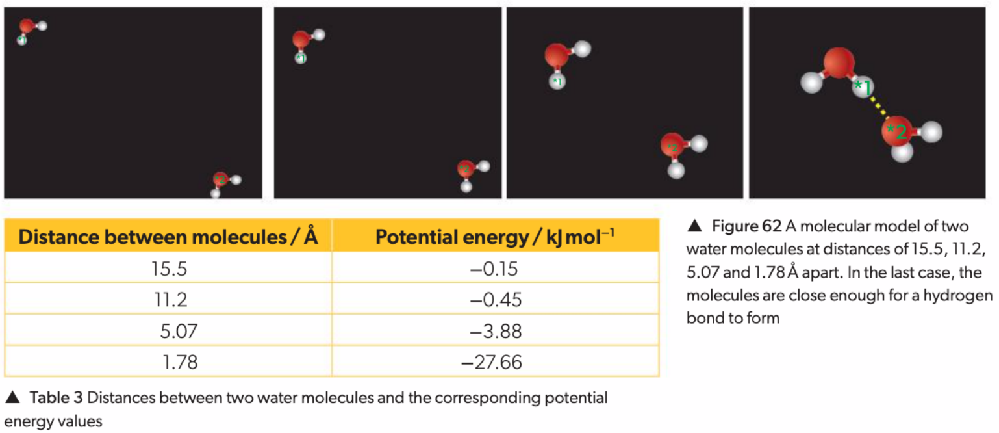 *1
*2
*1
*2
*1
*2
*1
*2
Distance between molecules / Å Potential energy / kJ mol⁻¹
15.5 −0.15
11.2 −0.45
5.07 −3.88
1.78 −27.66
▲ Table 3 Distances between two water molecules and the corresponding potential
energy values
▲ Figure 62 A molecular model of two
water molecules at distances of 15.5, 11.2,
5.07 and 1.78 Å apart. In the last case, the
molecules are close enough for a hydrogen
bond to form